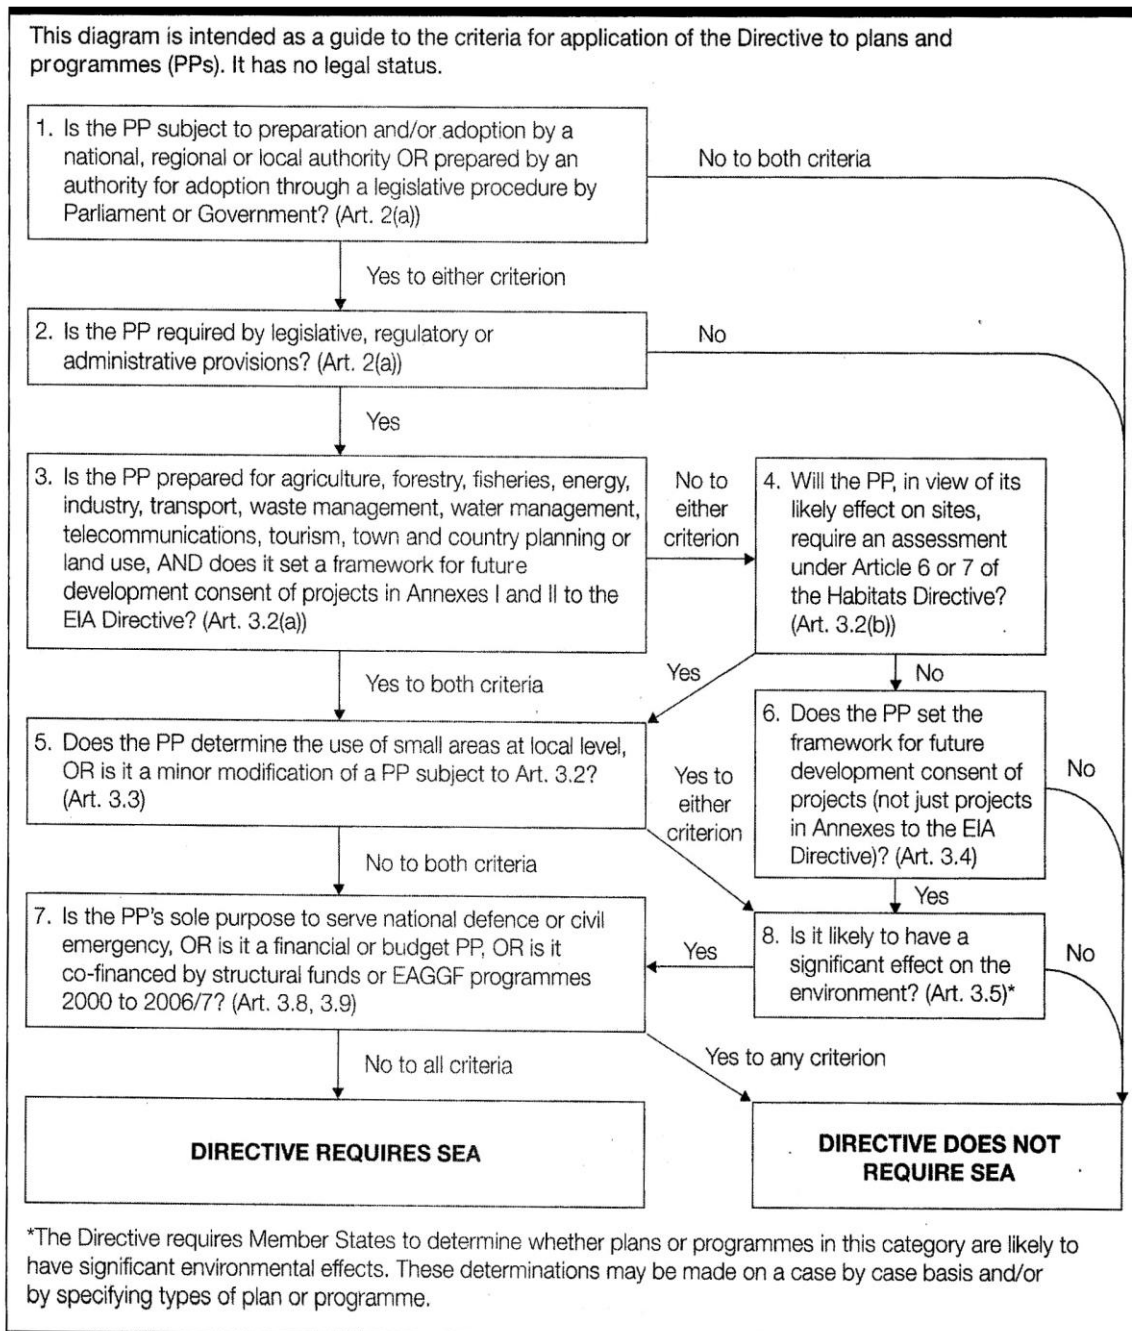 This diagram is intended as a guide to the criteria for application of the Directive to plans and
programmes (PPs). It has no legal status.
1. Is the PP subject to preparation and/or adoption by a
national, regional or local authority OR prepared by an
authority for adoption through a legislative procedure by
Parliament or Government? (Art. 2(a))
No to both criteria
Yes to either criterion
2. Is the PP required by legislative, regulatory or
administrative provisions? (Art. 2(a))
No
Yes
3. Is the PP prepared for agriculture, forestry, fisheries, energy,
industry, transport, waste management, water management,
telecommunications, tourism, town and country planning or
land use, AND does it set a framework for future
development consent of projects in Annexes I and II to the
EIA Directive? (Art. 3.2(a))
No to
either
criterion
4. Will the PP, in view of its
likely effect on sites,
require an assessment
under Article 6 or 7 of
the Habitats Directive?
(Art. 3.2(b))
Yes to both criteria
Yes
No
5. Does the PP determine the use of small areas at local level,
OR is it a minor modification of a PP subject to Art. 3.2?
(Art. 3.3)
Yes to
either
criterion
6. Does the PP set the
framework for future
development consent of
projects (not just projects
in Annexes to the EIA
Directive)? (Art. 3.4)
No
No to both criteria
Yes
7. Is the PP's sole purpose to serve national defence or civil
emergency, OR is it a financial or budget PP, OR is it
co-financed by structural funds or EAGGF programmes
2000 to 2006/7? (Art. 3.8, 3.9)
Yes
8. Is it likely to have a
significant effect on the
environment? (Art. 3.5)*
No
No to all criteria
Yes to any criterion
DIRECTIVE REQUIRES SEA
DIRECTIVE DOES NOT
REQUIRE SEA
*The Directive requires Member States to determine whether plans or programmes in this category are likely to
have significant environmental effects. These determinations may be made on a case by case basis and/or
by specifying types of plan or programme.